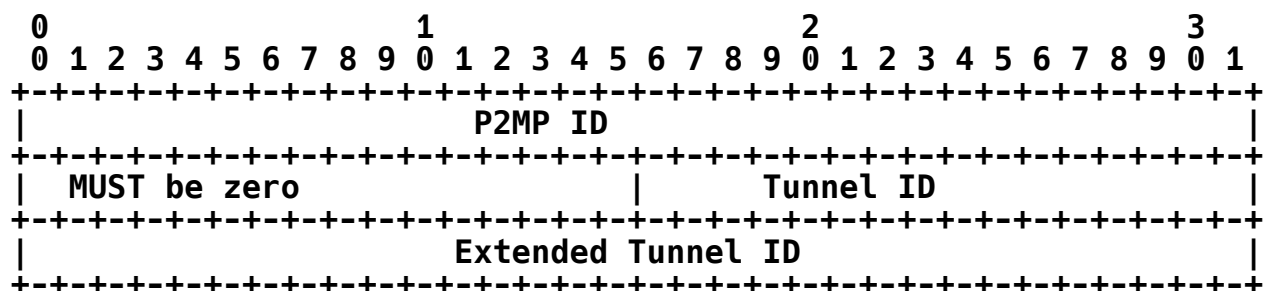 0                   1                   2                   3
 0 1 2 3 4 5 6 7 8 9 0 1 2 3 4 5 6 7 8 9 0 1 2 3 4 5 6 7 8 9 0 1
+-+-+-+-+-+-+-+-+-+-+-+-+-+-+-+-+-+-+-+-+-+-+-+-+-+-+-+-+-+-+-+-+
|                       P2MP ID                                 |
+-+-+-+-+-+-+-+-+-+-+-+-+-+-+-+-+-+-+-+-+-+-+-+-+-+-+-+-+-+-+-+-+
|  MUST be zero                 |      Tunnel ID                |
+-+-+-+-+-+-+-+-+-+-+-+-+-+-+-+-+-+-+-+-+-+-+-+-+-+-+-+-+-+-+-+-+
|                      Extended Tunnel ID                       |
+-+-+-+-+-+-+-+-+-+-+-+-+-+-+-+-+-+-+-+-+-+-+-+-+-+-+-+-+-+-+-+-+